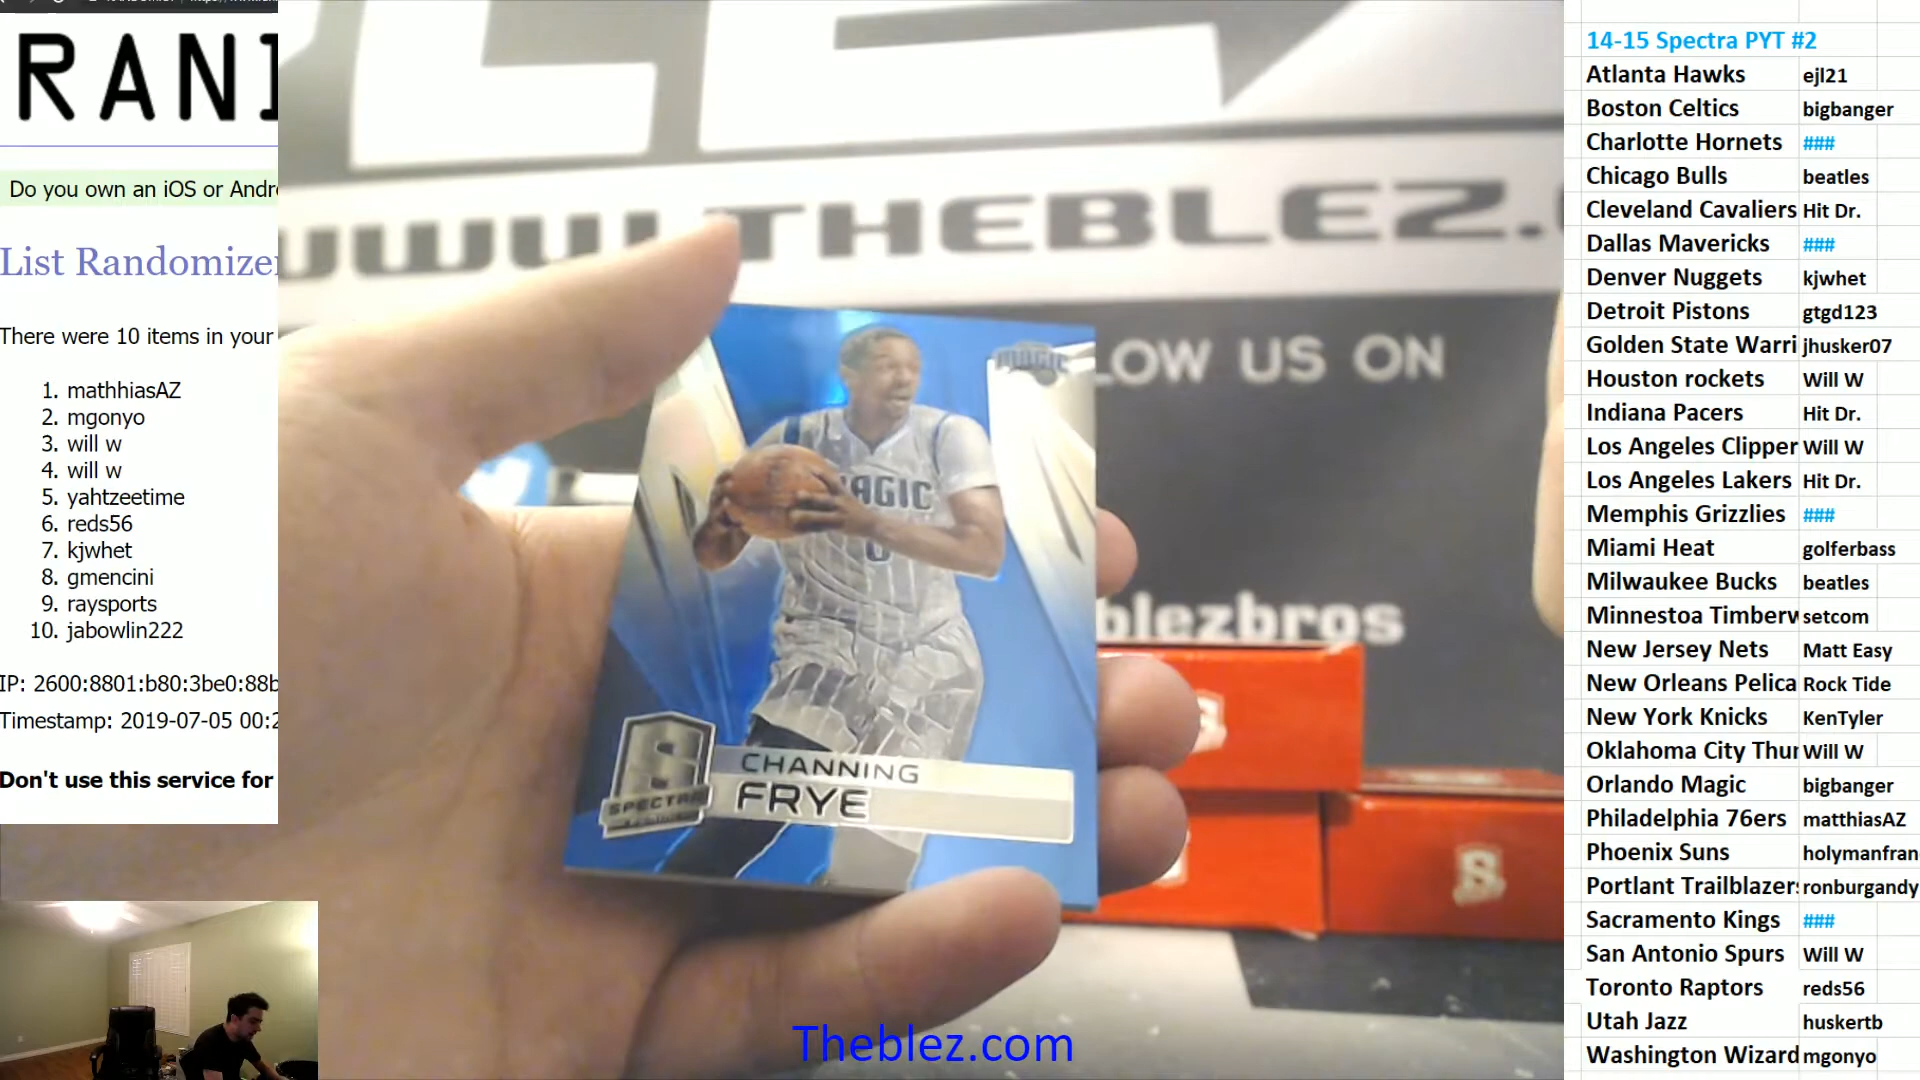 RAN
Do you own an iOS or Andr
List Randomize
There were 10 items in your
1. mathhiasAZ
2. mgonyo
3. will w
4. will w
5. yahtzeetime
6. reds56
7. kjwhet
8. gmencini
9. raysports
10. jabowlin222
IP: 2600:8801:b80:3be0:88b
Timestamp: 2019-07-05 00:2
Don't use this service for
WWW.THEBLEZ.
LOW US ON
blezbros
MAGIC
MAGIC
CHANNING
FRYE
S
SPECTRA
Theblez.com
14-15 Spectra PYT #2
Atlanta Hawks ejl21
Boston Celtics bigbanger
Charlotte Hornets ###
Chicago Bulls beatles
Cleveland Cavaliers Hit Dr.
Dallas Mavericks ###
Denver Nuggets kjwhet
Detroit Pistons gtgd123
Golden State Warri jhusker07
Houston rockets Will W
Indiana Pacers Hit Dr.
Los Angeles Clipper Will W
Los Angeles Lakers Hit Dr.
Memphis Grizzlies ###
Miami Heat golferbass
Milwaukee Bucks beatles
Minnestoa Timberw setcom
New Jersey Nets Matt Easy
New Orleans Pelica Rock Tide
New York Knicks KenTyler
Oklahoma City Thur Will W
Orlando Magic bigbanger
Philadelphia 76ers matthiasAZ
Phoenix Suns holymanfran
Portlant Trailblazers ronburgandy
Sacramento Kings ###
San Antonio Spurs Will W
Toronto Raptors reds56
Utah Jazz huskertb
Washington Wizard mgonyo